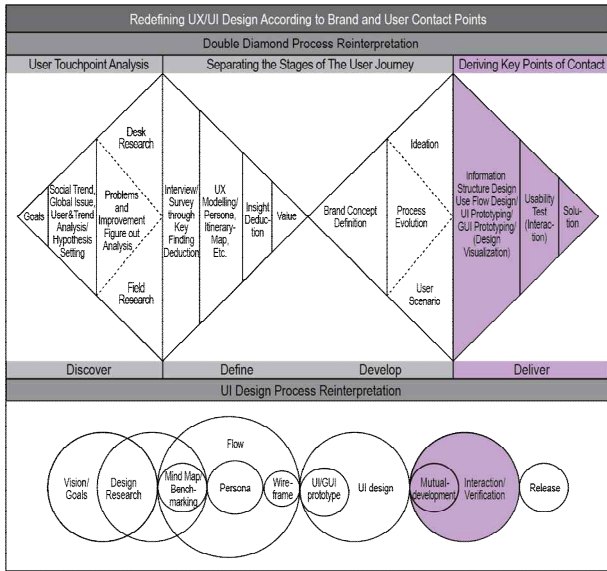 Redefining UX/UI Design According to Brand and User Contact Points
Double Diamond Process Reinterpretation
User Touchpoint Analysis
Separating the Stages of The User Journey
Deriving Key Points of Contact
Goals
Social Trend,
Global Issue,
User&Trend
Analysis/
Hypothesis
Setting
Desk
Research
Problems
and
Improvement
Figure out
Analysis
Field
Research
Interview/
Survey
through
Key
Finding
Deduction
UX
Modelling/
Persona,
Itinerary-
Map,
Etc.
Insight
Deduc-
tion
Value
Brand Concept
Definition
Ideation
Process
Evolution
User
Scenario
Information
Structure Design
Use Flow Design/
UI Prototyping/
GUI Prototyping/
(Design
Visualization)
Usability
Test
(Interac-
tion)
Solu-
tion
Discover
Define
Develop
Deliver
UI Design Process Reinterpretation
Vision/
Goals
Design
Research
Mind Map/
Bench-
marking
Flow
Persona
Wire-
frame
UI/GUI
prototype
UI design
Mutual-
development
Interaction/
Verification
Release